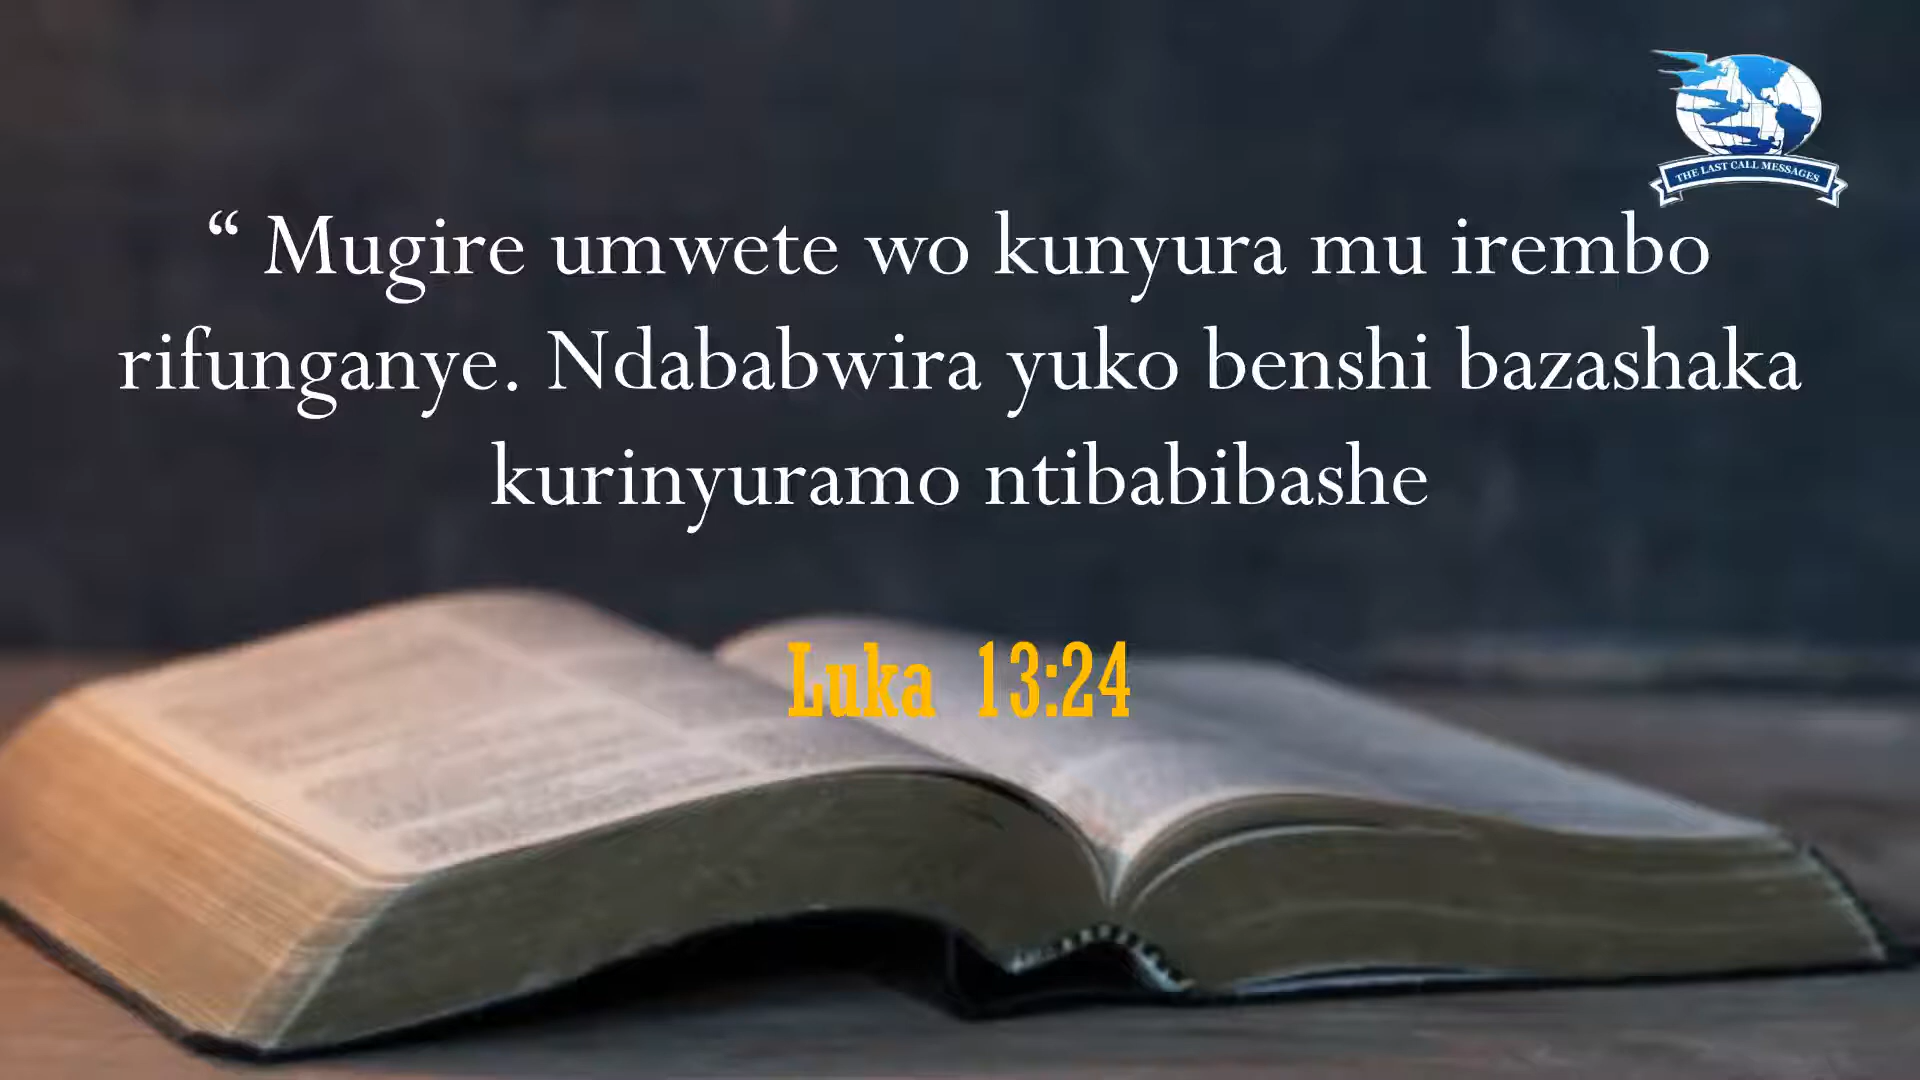 THE LAST CALL MESSAGES
“ Mugire umwete wo kunyura mu irembo
rifunganye. Ndababwira yuko benshi bazashaka
kurinyuramo ntibabibashe
Luka 13:24